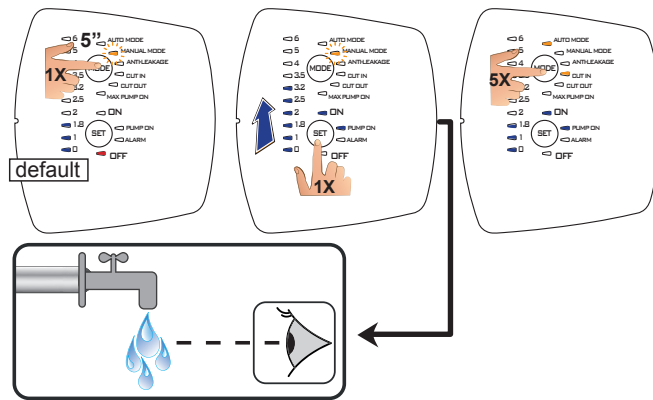 6 5" AUTO MODE
5 MANUAL MODE
ANTI-LEAKAGE
1X ODE
3.5 CUT IN
3.2 CUT OUT
2.5 MAX PUMP ON
2 ON
1.8 PUMP ON
SET
1 ALARM
0 OFF
default
6 AUTO MODE
5 MANUAL MODE
4 ANTI-LEAKAGE
MODE
3.5 CUT IN
3.2 CUT OUT
2.5 MAX PUMP ON
2 ON
1.8 PUMP ON
SET
1 ALARM
0 OFF
1X
6 AUTO MODE
5 MANUAL MODE
ANTI-LEAKAGE
5X MODE
CUT IN
CUT OUT
2.5 MAX PUMP ON
2 ON
1.8 PUMP ON
SET
1 ALARM
0 OFF